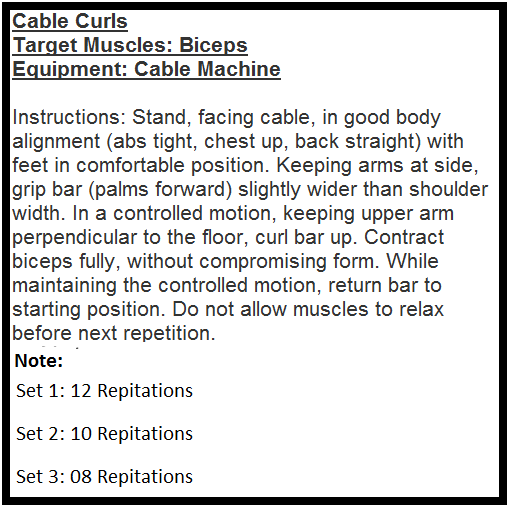 Cable Curls
Target Muscles: Biceps
Equipment: Cable Machine
Instructions: Stand, facing cable, in good body
alignment (abs tight, chest up, back straight) with
feet in comfortable position. Keeping arms at side,
grip bar (palms forward) slightly wider than shoulder
width. In a controlled motion, keeping upper arm
perpendicular to the floor, curl bar up. Contract
biceps fully, without compromising form. While
maintaining the controlled motion, return bar to
starting position. Do not allow muscles to relax
before next repetition.
Note:
Set 1: 12 Repitations
Set 2: 10 Repitations
Set 3: 08 Repitations